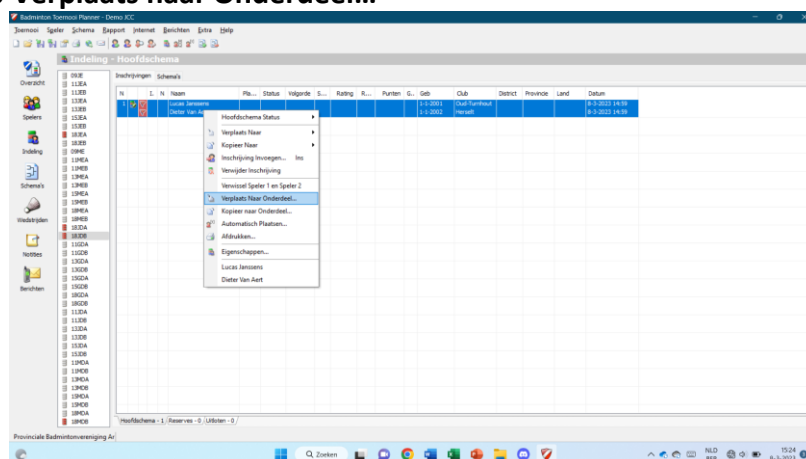 Verplaats naar Onderdeel...
Badminton Toernooi Planner - Demo JCC
Toernooi Speler Schema Rapport Internet Berichten Extra Help
Indeling - Hoofdschema
Overzicht
Spelers
Indeling
Schema's
Wedstrijden
Notities
Berichten
09JE
11JEA
11JEB
13JEA
13JEB
15JEA
15JEB
18JEA
18JEB
09ME
11MEA
11MEB
13MEA
13MEB
15MEA
15MEB
18MEA
18MEB
18JDA
18JDB
11GDA
11GDB
13GDA
13GDB
15GDA
15GDB
18GDA
18GDB
11JDA
11JDB
13JDA
13JDB
15JDA
15JDB
11MDA
11MDB
13MDA
13MDB
15MDA
15MDB
18MDA
18MDB
Inschrijvingen Schema's
N I. N Naam Pla... Status Volgorde S... Rating R... Punten G.. Geb Club District Provincie Land Datum
1 Lucas Janssens 1-1-2001 Oud-Turnhout 8-3-2023 14:59
Dieter Van 1-1-2002 Herselt 8-3-2023 14:59
Hoofdschema Status
Verplaats Naar
Kopieer Naar
Inschrijving Invoegen... Ins
Verwijder Inschrijving
Verwissel Speler 1 en Speler 2
Verplaats Naar Onderdeel...
Kopieer naar Onderdeel...
Automatisch Plaatsen...
Afdrukken...
Eigenschappen...
Lucas Janssens
Dieter Van Aert
Hoofdschema - 1 Reserves - 0 Uitloten - 0
Provinciale Badmintonvereniging
Zoeken
NLD
15:24